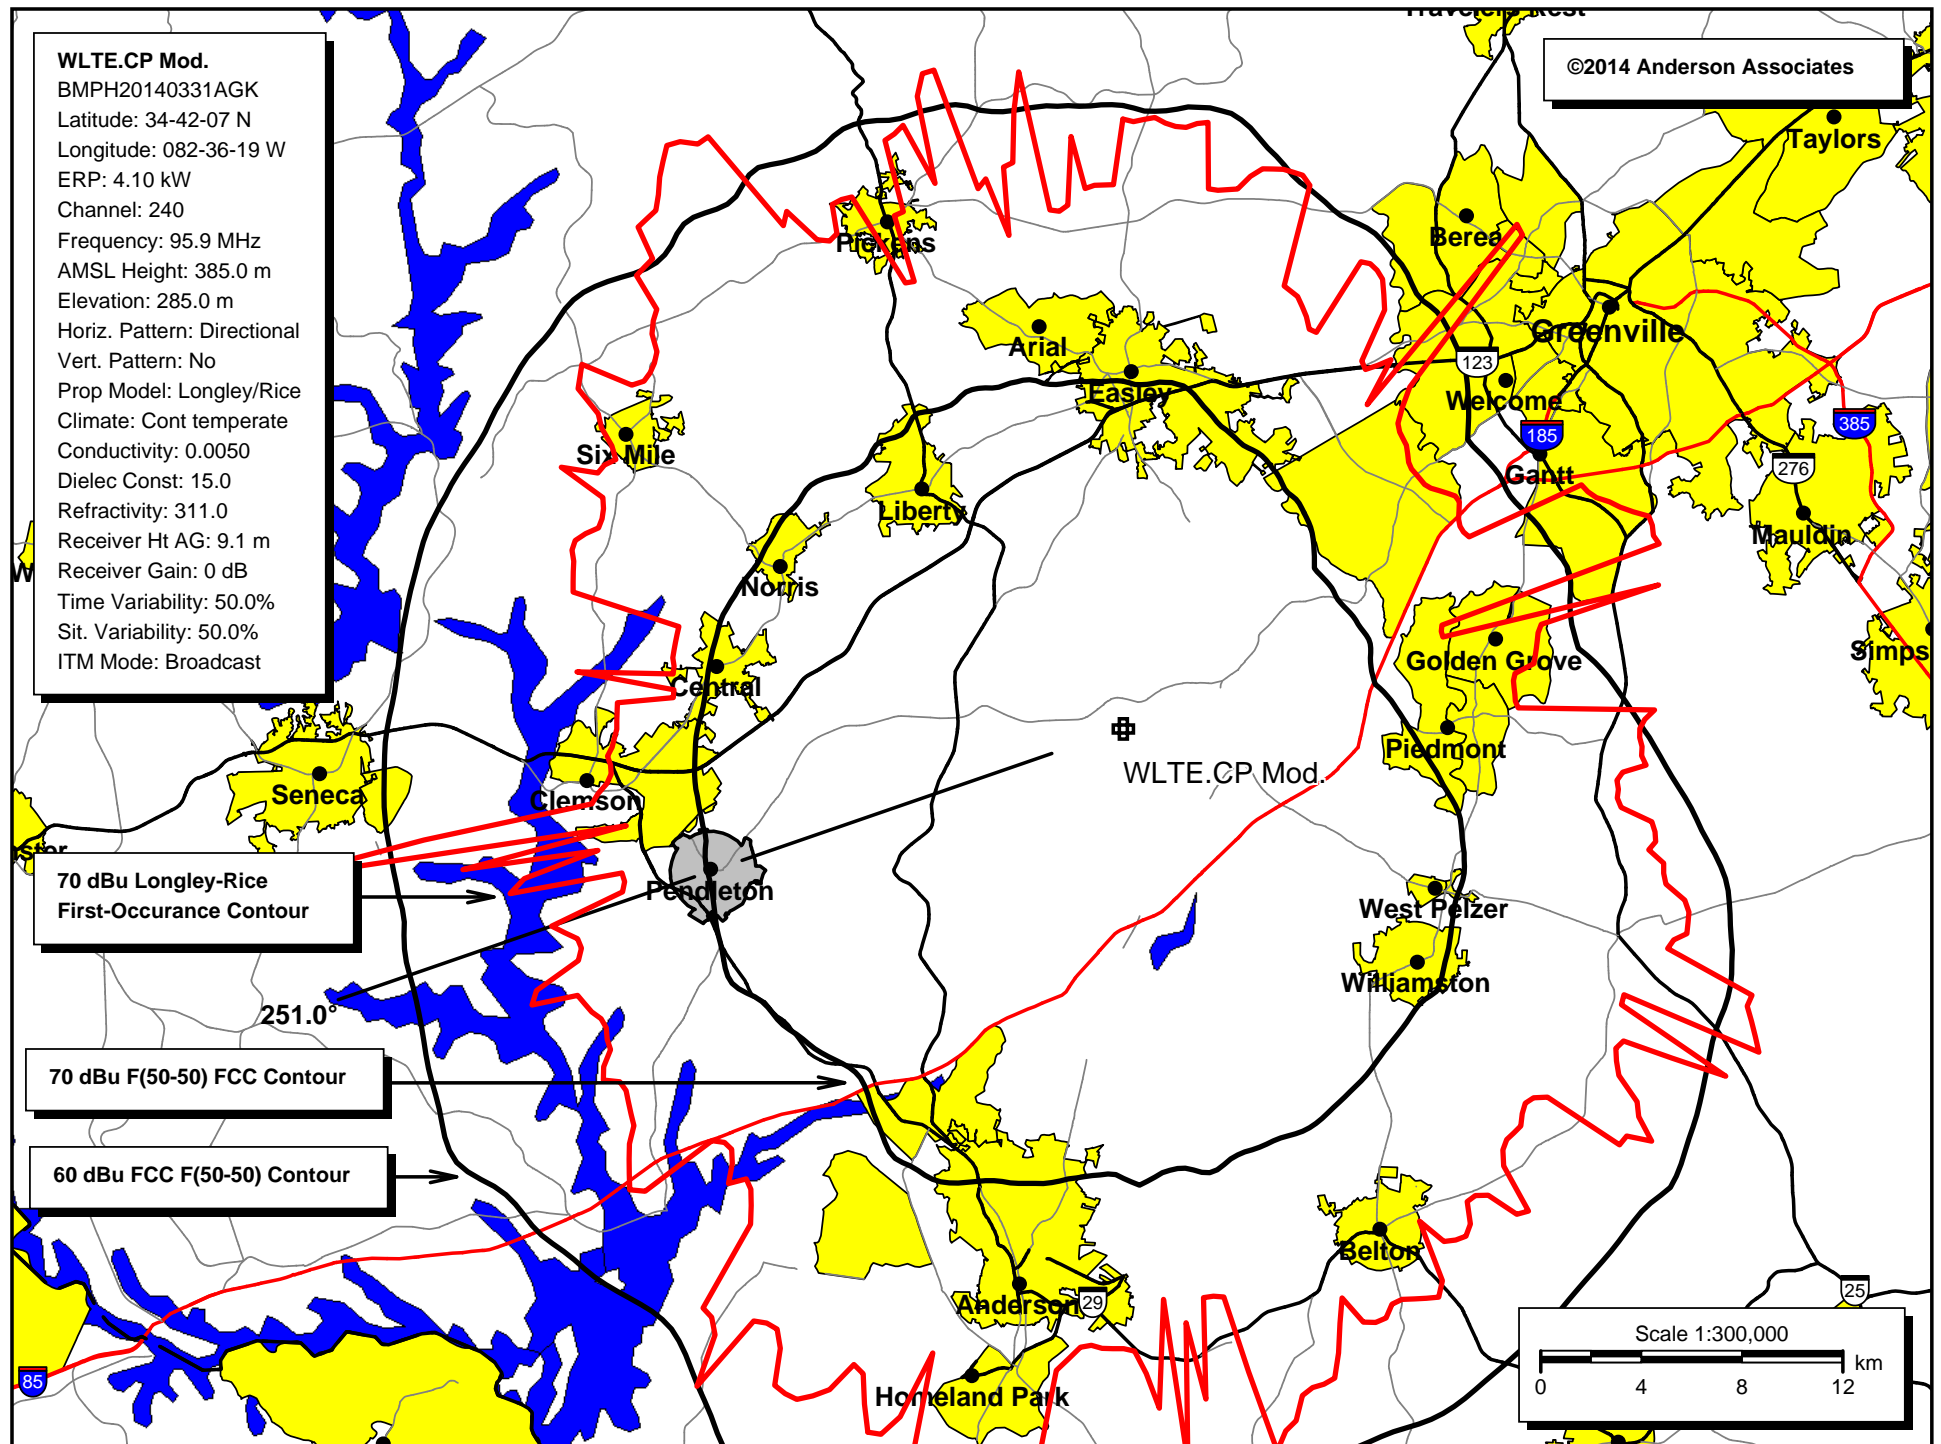 WLTE.CP Mod.
BMPH20140331AGK
Latitude: 34-42-07 N
Longitude: 082-36-19 W
ERP: 4.10 kW
Channel: 240
Frequency: 95.9 MHz
AMSL Height: 385.0 m
Elevation: 285.0 m
Horiz. Pattern: Directional
Vert. Pattern: No
Prop Model: Longley/Rice
Climate: Cont temperate
Conductivity: 0.0050
Dielec Const: 15.0
Refractivity: 311.0
Receiver Ht AG: 9.1 m
Receiver Gain: 0 dB
Time Variability: 50.0%
Sit. Variability: 50.0%
ITM Mode: Broadcast
©2014 Anderson Associates
Taylors
Berea
Pickens
Greenville
Arial
123
Easley
Welcome
385
185
Six Mile
276
Gantt
Liberty
Mauldin
Norris
Simps
Golden Grove
Central
Piedmont
WLTE.CP Mod.
Seneca
Clemson
ster
70 dBu Longley-Rice
First-Occurance Contour
Pendleton
West Pelzer
Williamston
251.0°
70 dBu F(50-50) FCC Contour
60 dBu FCC F(50-50) Contour
Belton
25
Anderson
29
Scale 1:300,000
km
0 4 8 12
85
Homeland Park